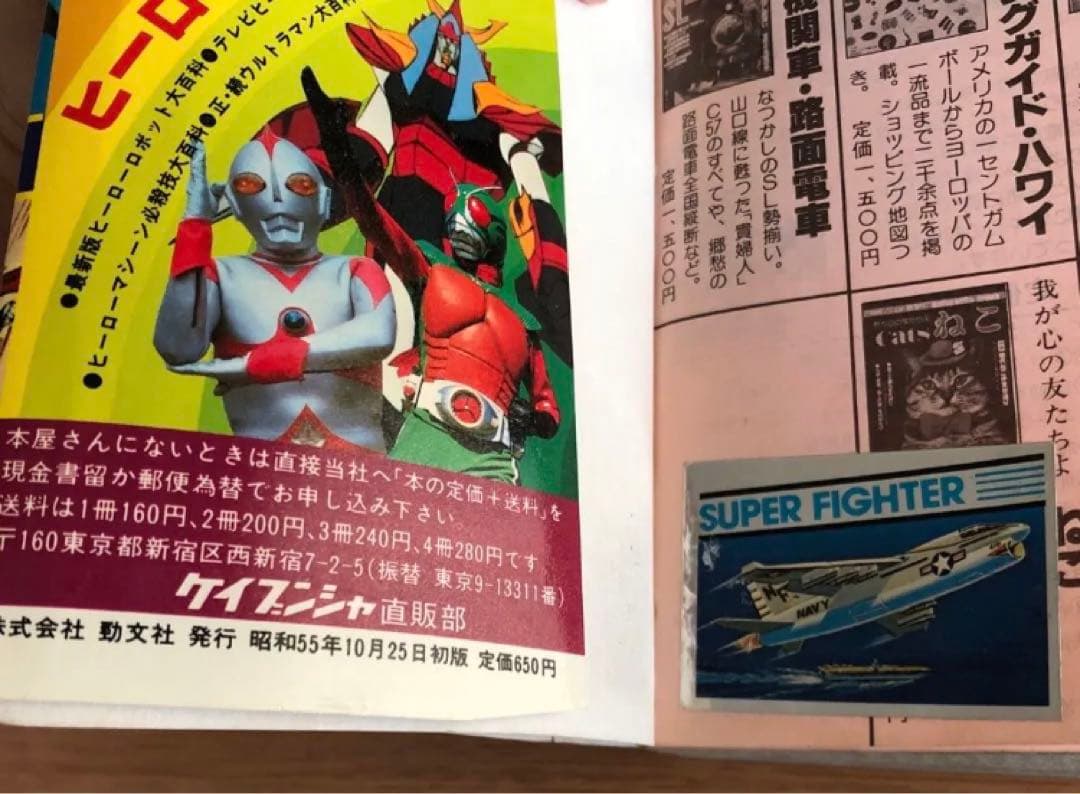 ヒーロ
●最新版ヒーローロボット大百科●テレビヒ
●ヒーローマシーン必殺技大百科●正・続ウルトラマン大百科
本屋さんにないときは直接当社へ「本の定価+送料」を
現金書留か郵便為替でお申し込み下さい。
送料は1冊160円、2冊200円、3冊240円、4冊280円です
〒160東京都新宿区西新宿7-2-5(振替 東京9-13311番)
ケイブンシャ直販部
株式会社 勁文社 発行 昭和55年10月25日初版 定価650円
グガイド・ハワイ
アメリカの一セントガム
ボールからヨーロッパの
一流品まで二千余点を掲
載。ショッピング地図つ
き。 定価一、五〇〇円
機関車・路面電車
なつかしのSL勢揃い。
山口線に甦った「貴婦人」
C57のすべてや、郷愁の
路面電車全国縦断など。
定価一、五〇〇円
SL
我が心の友たちよ
ねこ
SUPER FIGHTER
NF
NAVY
円